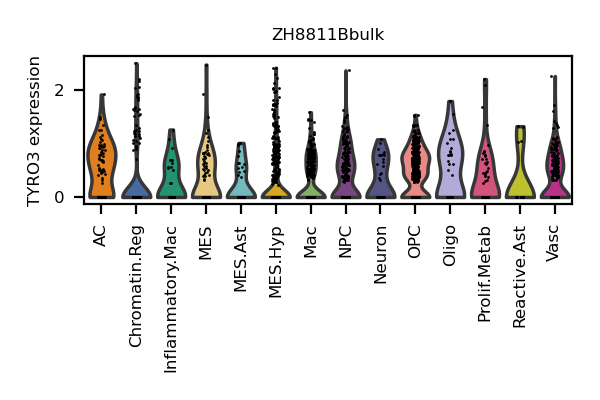 ZH8811Bbulk
TYRO3 expression
2
0
AC
Chromatin.Reg
Inflammatory.Mac
MES
MES.Ast
MES.Hyp
Mac
NPC
Neuron
OPC
Oligo
Prolif.Metab
Reactive.Ast
Vasc